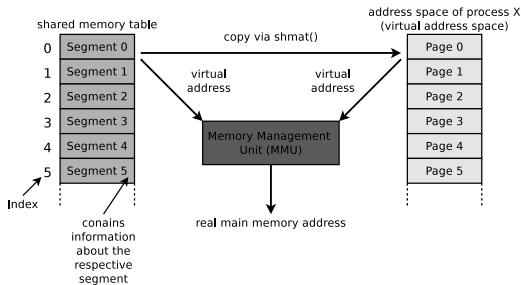 shared memory table
address space of process X
(virtual address space)
0
Segment 0
copy via shmat()
Page 0
1
Segment 1
virtual
address
virtual
address
Page 1
2
Segment 2
Page 2
3
Segment 3
Memory Management
Unit (MMU)
Page 3
4
Segment 4
Page 4
5
Segment 5
Page 5
Index
conains
information
about the
respective
segment
real main memory address